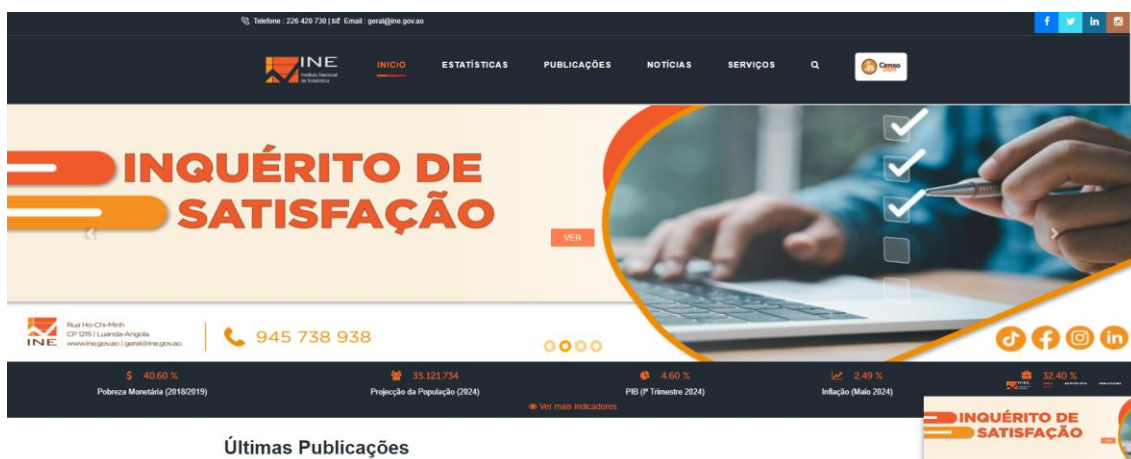 Telefone : 226 420 730 | Email : geral@ine.gov.ao
INE
Instituto Nacional
de Estatística
INICIO
ESTATÍSTICAS
PUBLICAÇÕES
NOTÍCIAS
SERVIÇOS
Censo
2024
INQUÉRITO DE
SATISFAÇÃO
VER
INE
Rua Ho-Chi-Minh
CP 1215 | Luanda-Angola
www.ine.gov.ao | geral@ine.gov.ao
945 738 938
40.60 %
Pobreza Monetária (2018/2019)
35.121.734
Projecção da População (2024)
4.60 %
PIB (Iº Trimestre 2024)
2.49 %
Inflação (Maio 2024)
32.40 %
Ver mais indicadores
Últimas Publicações
INQUÉRITO DE
SATISFAÇÃO